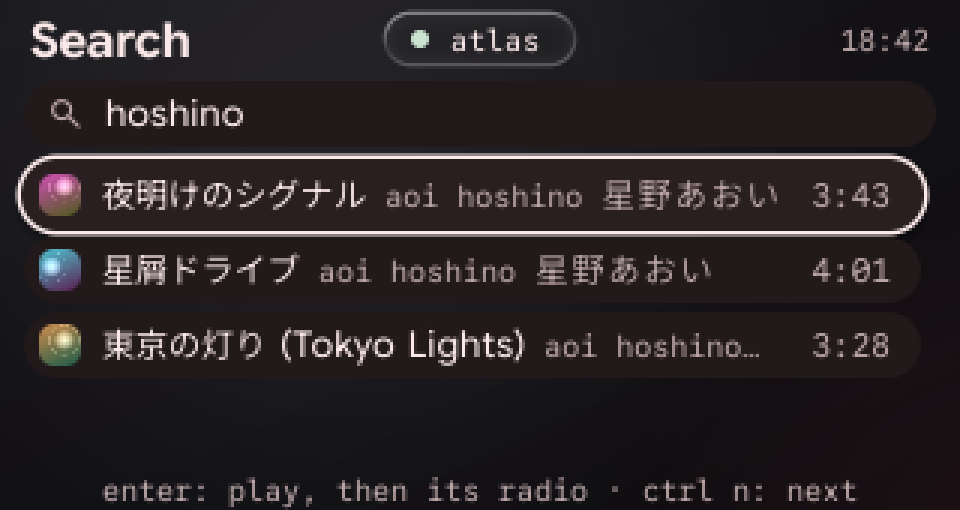 Search atlas 18:42
hoshino
夜明けのシグナル aoi hoshino 星野あおい 3:43
星屑ドライブ aoi hoshino 星野あおい 4:01
東京の灯り (Tokyo Lights) aoi hoshino… 3:28
enter: play, then its radio · ctrl n: next